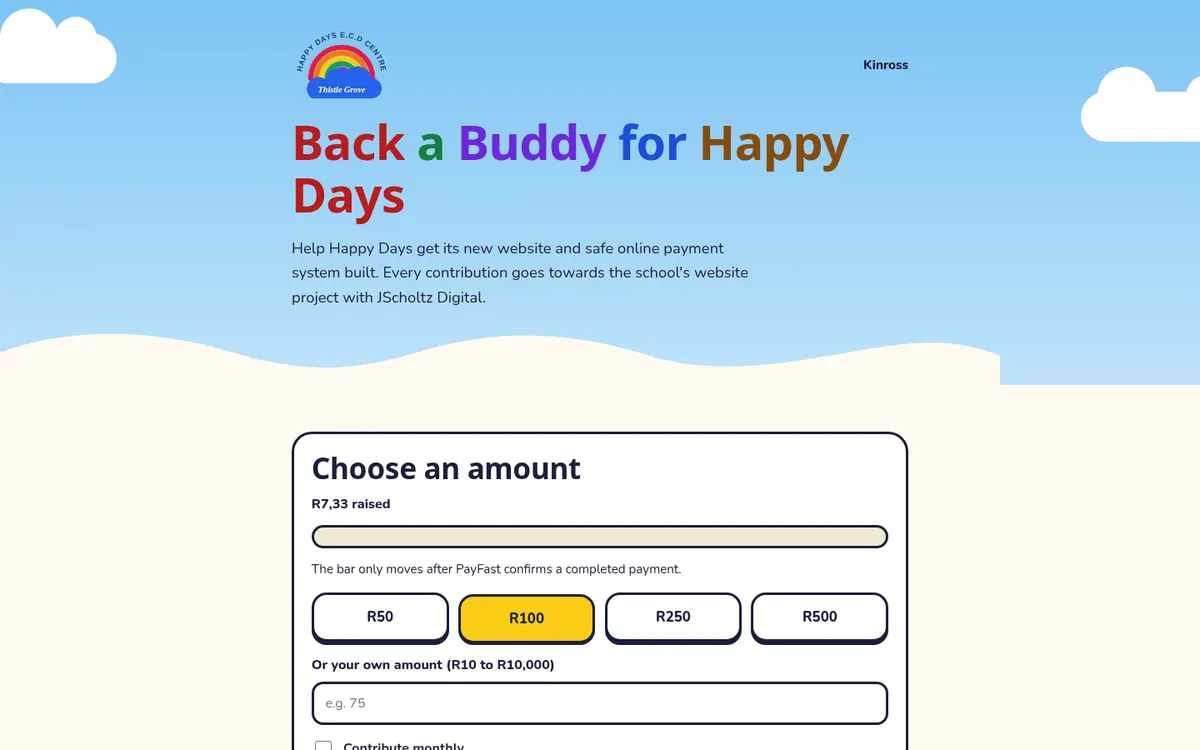 HAPPY DAYS E.C.D CENTRE
Thistle Grove
Kinross
Back a Buddy for Happy
Days
Help Happy Days get its new website and safe online payment
system built. Every contribution goes towards the school's website
project with JScholtz Digital.
Choose an amount
R7,33 raised
The bar only moves after PayFast confirms a completed payment.
R50
R100
R250
R500
Or your own amount (R10 to R10,000)
e.g. 75
Contribute monthly